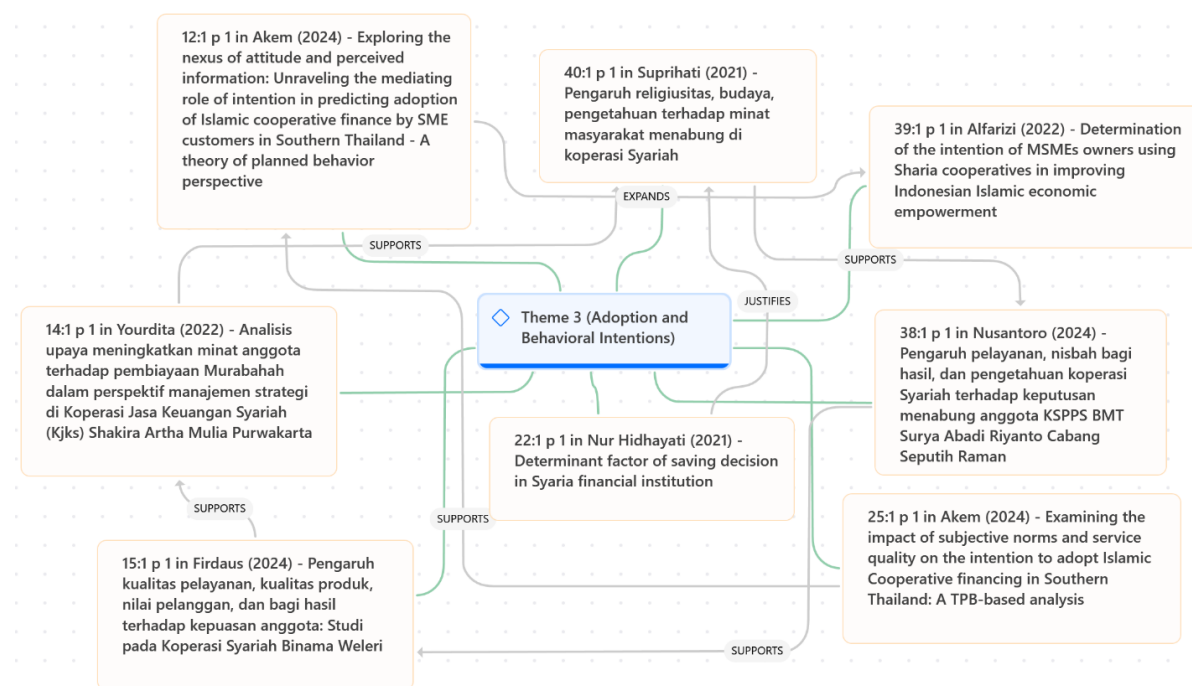 12:1 p 1 in Akem (2024) - Exploring the
nexus of attitude and perceived
information: Unraveling the mediating
role of intention in predicting adoption
of Islamic cooperative finance by SME
customers in Southern Thailand - A
theory of planned behavior
perspective
40:1 p 1 in Suprihati (2021) -
Pengaruh religiusitas, budaya,
pengetahuan terhadap minat
masyarakat menabung di
koperasi Syariah
39:1 p 1 in Alfarizi (2022) - Determination
of the intention of MSMEs owners using
Sharia cooperatives in improving
Indonesian Islamic economic
empowerment
EXPANDS
SUPPORTS
SUPPORTS
JUSTIFIES
Theme 3 (Adoption and
Behavioral Intentions)
14:1 p 1 in Yourdita (2022) - Analisis
upaya meningkatkan minat anggota
terhadap pembiayaan Murabahah
dalam perspektif manajemen strategi
di Koperasi Jasa Keuangan Syariah
(Kjks) Shakira Artha Mulia Purwakarta
38:1 p 1 in Nusantoro (2024) -
Pengaruh pelayanan, nisbah bagi
hasil, dan pengetahuan koperasi
Syariah terhadap keputusan
menabung anggota KSPPS BMT
Surya Abadi Riyanto Cabang
Seputih Raman
22:1 p 1 in Nur Hidhayati (2021) -
Determinant factor of saving decision
in Syaria financial institution
SUPPORTS
SUPPORTS
25:1 p 1 in Akem (2024) - Examining the
impact of subjective norms and service
quality on the intention to adopt Islamic
Cooperative financing in Southern
Thailand: A TPB-based analysis
15:1 p 1 in Firdaus (2024) - Pengaruh
kualitas pelayanan, kualitas produk,
nilai pelanggan, dan bagi hasil
terhadap kepuasan anggota: Studi
pada Koperasi Syariah Binama Weleri
SUPPORTS